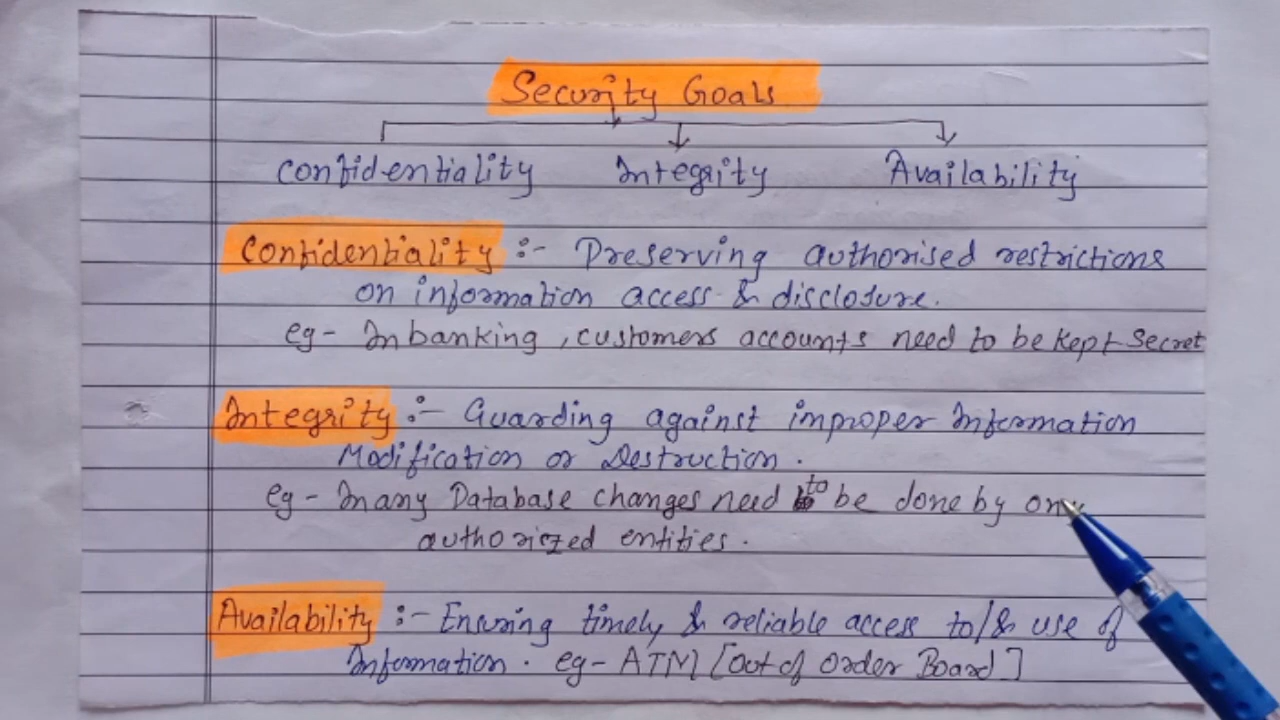 Security Goals
Confidentiality Integrity Availability
Confidentiality :- Preserving authorised restrictions
on information access & disclosure.
eg- In banking, customers accounts need to be kept secret
Integrity :- Guarding against improper Information
Modification or Destruction.
eg- In any Database changes need to be done by
authorized entities.
Availability :- Ensuring timely & reliable access to/& use of
Information. eg- ATM [Out of Order Board]